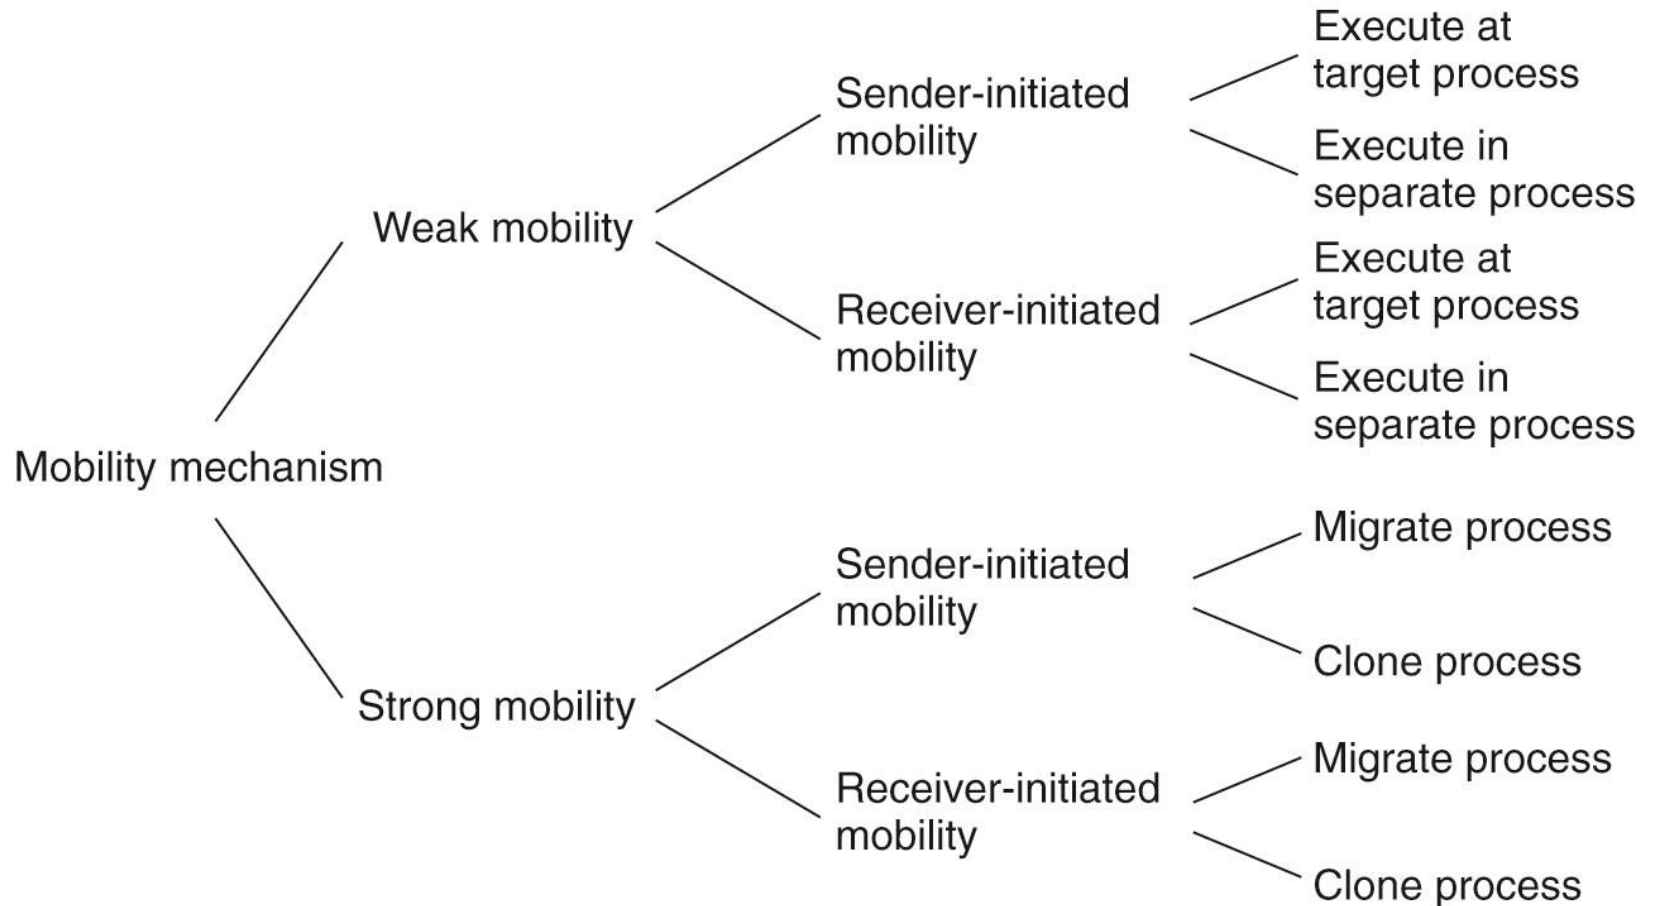 Execute at
target process
Sender-initiated
mobility
Execute in
separate process
Weak mobility
Execute at
target process
Receiver-initiated
mobility
Execute in
separate process
Mobility mechanism
Migrate process
Sender-initiated
mobility
Clone process
Strong mobility
Migrate process
Receiver-initiated
mobility
Clone process